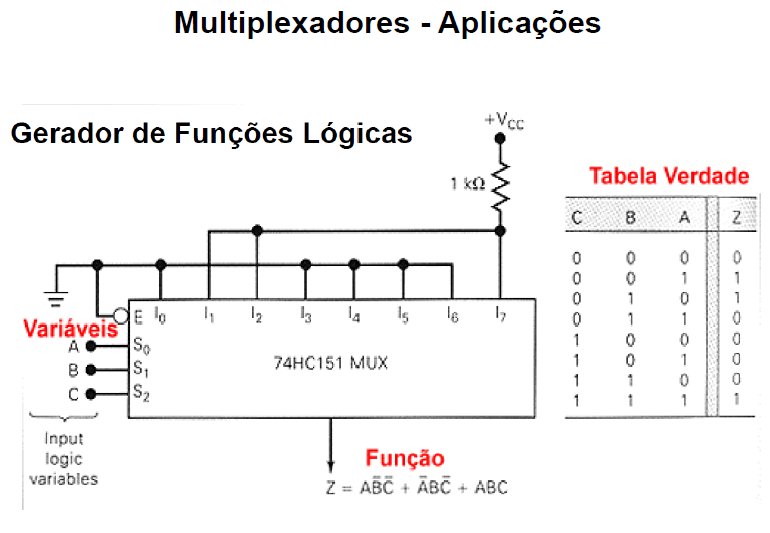 Multiplexadores - Aplicações
Gerador de Funções Lógicas
+VCC
1 kΩ
Tabela Verdade
C B A Z
0 0 0 0
0 0 1 1
0 1 0 1
0 1 1 0
1 0 0 0
1 0 1 0
1 1 0 0
1 1 1 1
E I0 I1 I2 I3 I4 I5 I6 I7
Variáveis
A S0
B S1
C S2
74HC151 MUX
Input
logic
variables
Função
Z = AB̅C̅ + A̅BC̅ + ABC